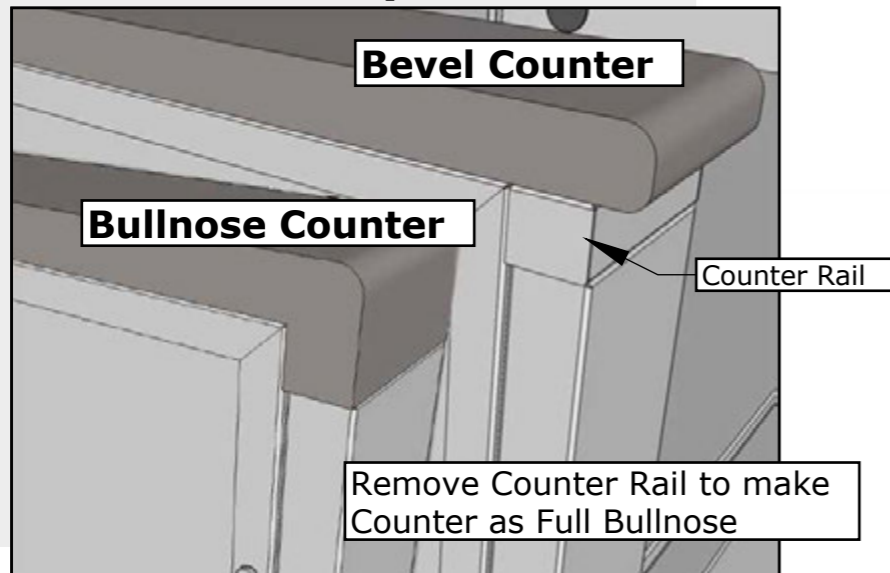 Bevel Counter
Bullnose Counter
Counter Rail
Remove Counter Rail to make
Counter as Full Bullnose